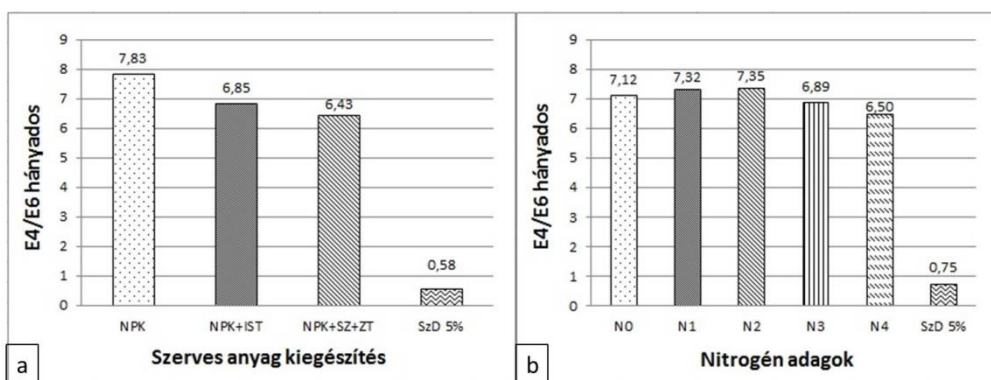 9
8
7
6
5
4
3
2
1
0
E4/E6 hányados
7,83
6,85
6,43
0,58
NPK
NPK+IST
NPK+SZ+ZT
SzD 5%
Szerves anyag kiegészítés
a
9
8
7
6
5
4
3
2
1
0
E4/E6 hányados
7,12
7,32
7,35
6,89
6,50
0,75
N0
N1
N2
N3
N4
SzD 5%
Nitrogén adagok
b